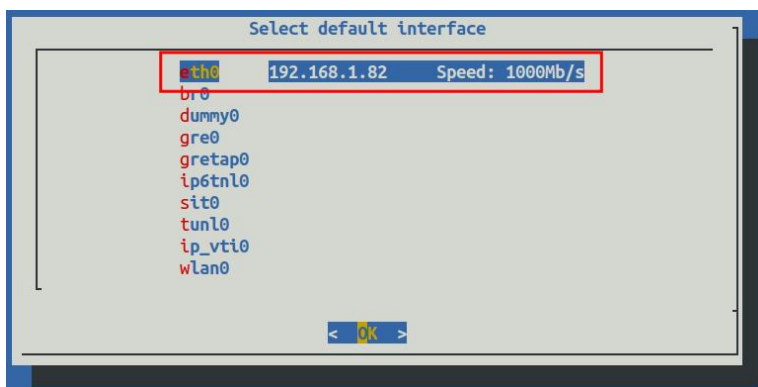 Select default interface
eth0 192.168.1.82 Speed: 1000Mb/s
br0
dummy0
gre0
gretap0
ip6tnl0
sit0
tunl0
ip_vti0
wlan0
< OK >